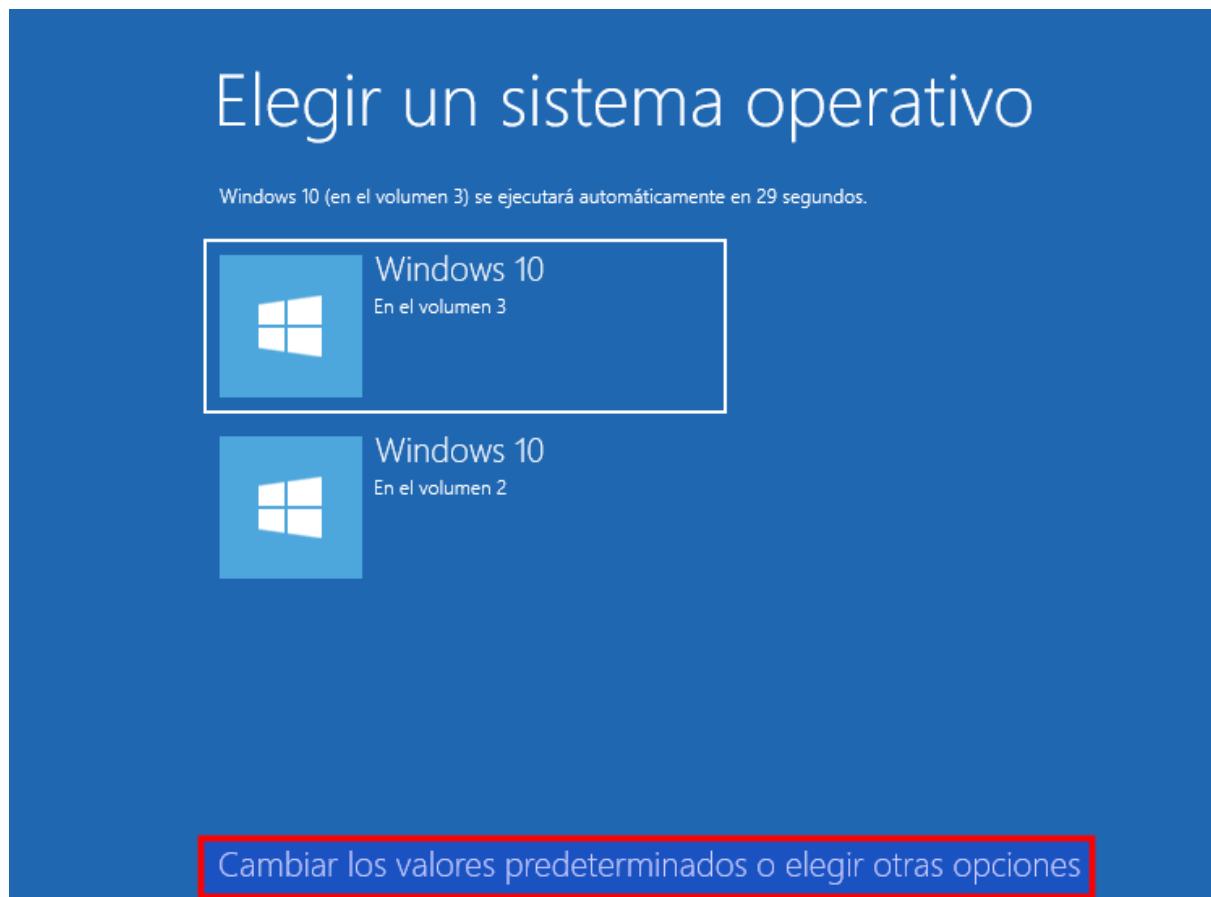 Elegir un sistema operativo
Windows 10 (en el volumen 3) se ejecutará automáticamente en 29 segundos.
Windows 10
En el volumen 3
Windows 10
En el volumen 2
Cambiar los valores predeterminados o elegir otras opciones